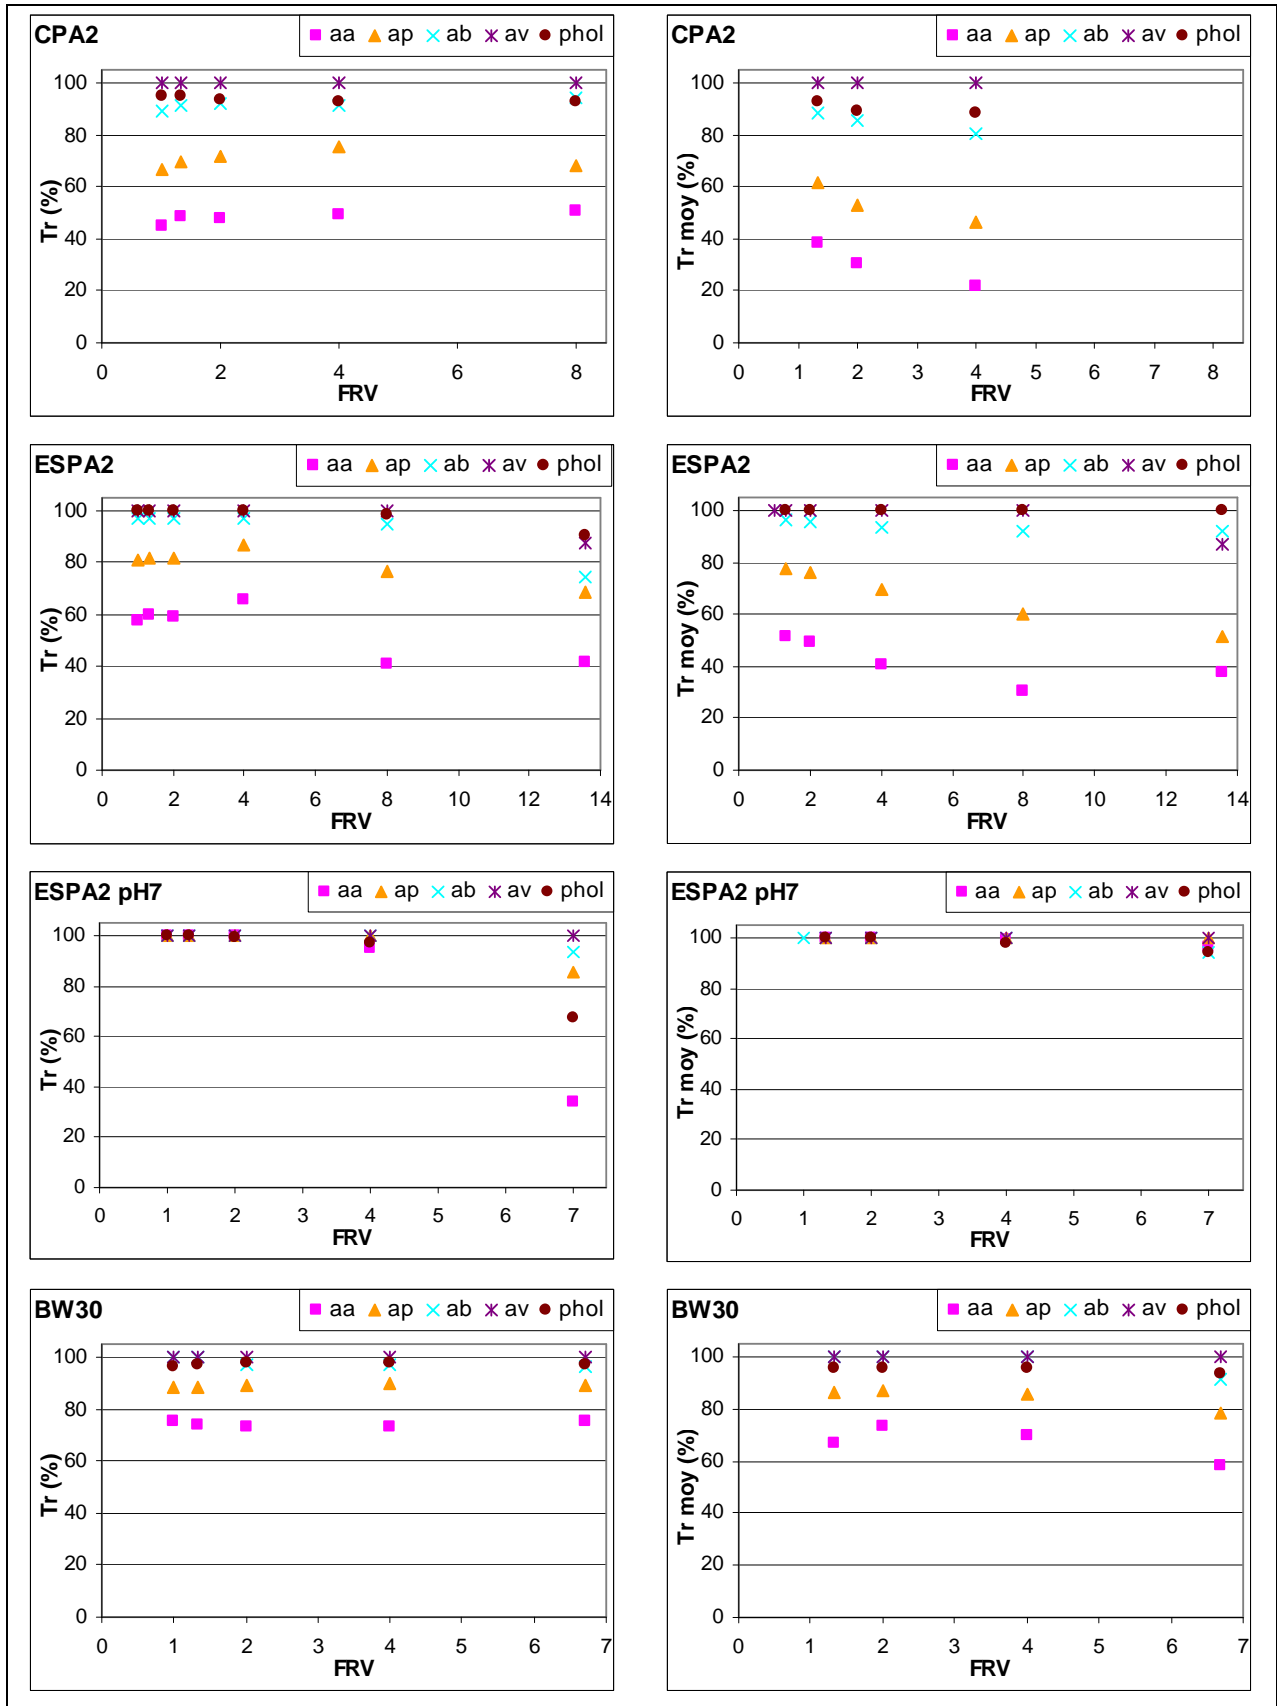 CPA2 aa ap ab av phol
100
80
60
40
20
0
Tr (%)
0 2 4 6 8
FRV
CPA2 aa ap ab av phol
100
80
60
40
20
0
Tr moy (%)
0 1 2 3 4 5 6 7 8
FRV
ESPA2 aa ap ab av phol
100
80
60
40
20
0
Tr (%)
0 2 4 6 8 10 12 14
FRV
ESPA2 aa ap ab av phol
100
80
60
40
20
0
Tr moy (%)
0 2 4 6 8 10 12 14
FRV
ESPA2 pH7 aa ap ab av phol
100
80
60
40
20
0
Tr (%)
0 1 2 3 4 5 6 7
FRV
ESPA2 pH7 aa ap ab av phol
100
80
60
40
20
0
Tr moy (%)
0 1 2 3 4 5 6 7
FRV
BW30 aa ap ab av phol
100
80
60
40
20
0
Tr (%)
0 1 2 3 4 5 6 7
FRV
BW30 aa ap ab av phol
100
80
60
40
20
0
Tr moy (%)
0 1 2 3 4 5 6 7
FRV